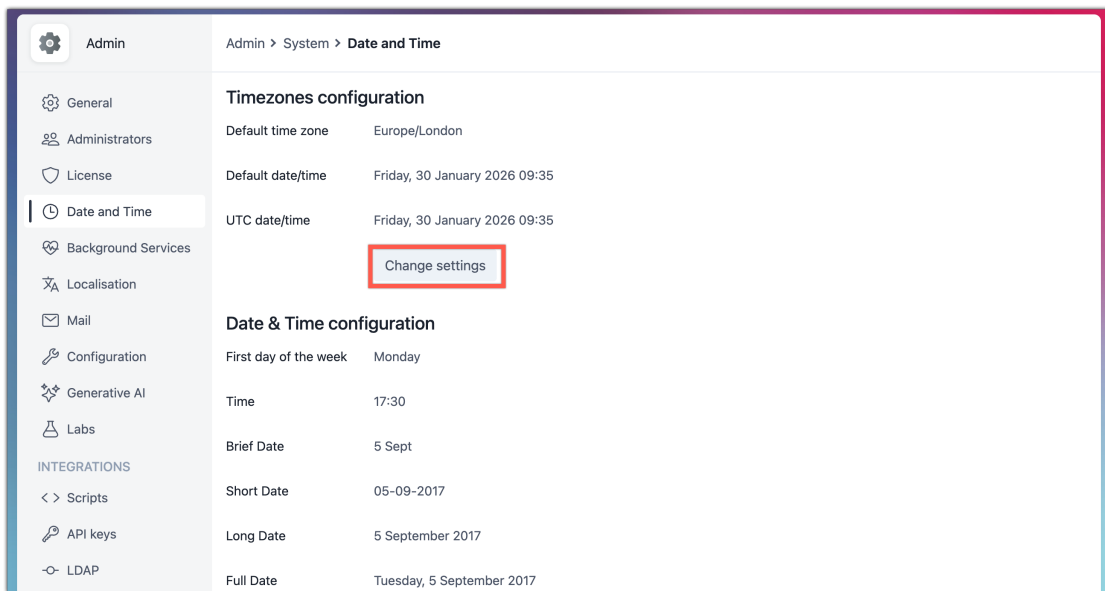 Admin
Admin > System > Date and Time
General
Administrators
License
Date and Time
Background Services
Localisation
Mail
Configuration
Generative AI
Labs
INTEGRATIONS
Scripts
API keys
LDAP
Timezones configuration
Default time zone Europe/London
Default date/time Friday, 30 January 2026 09:35
UTC date/time Friday, 30 January 2026 09:35
Change settings
Date & Time configuration
First day of the week Monday
Time 17:30
Brief Date 5 Sept
Short Date 05-09-2017
Long Date 5 September 2017
Full Date Tuesday, 5 September 2017